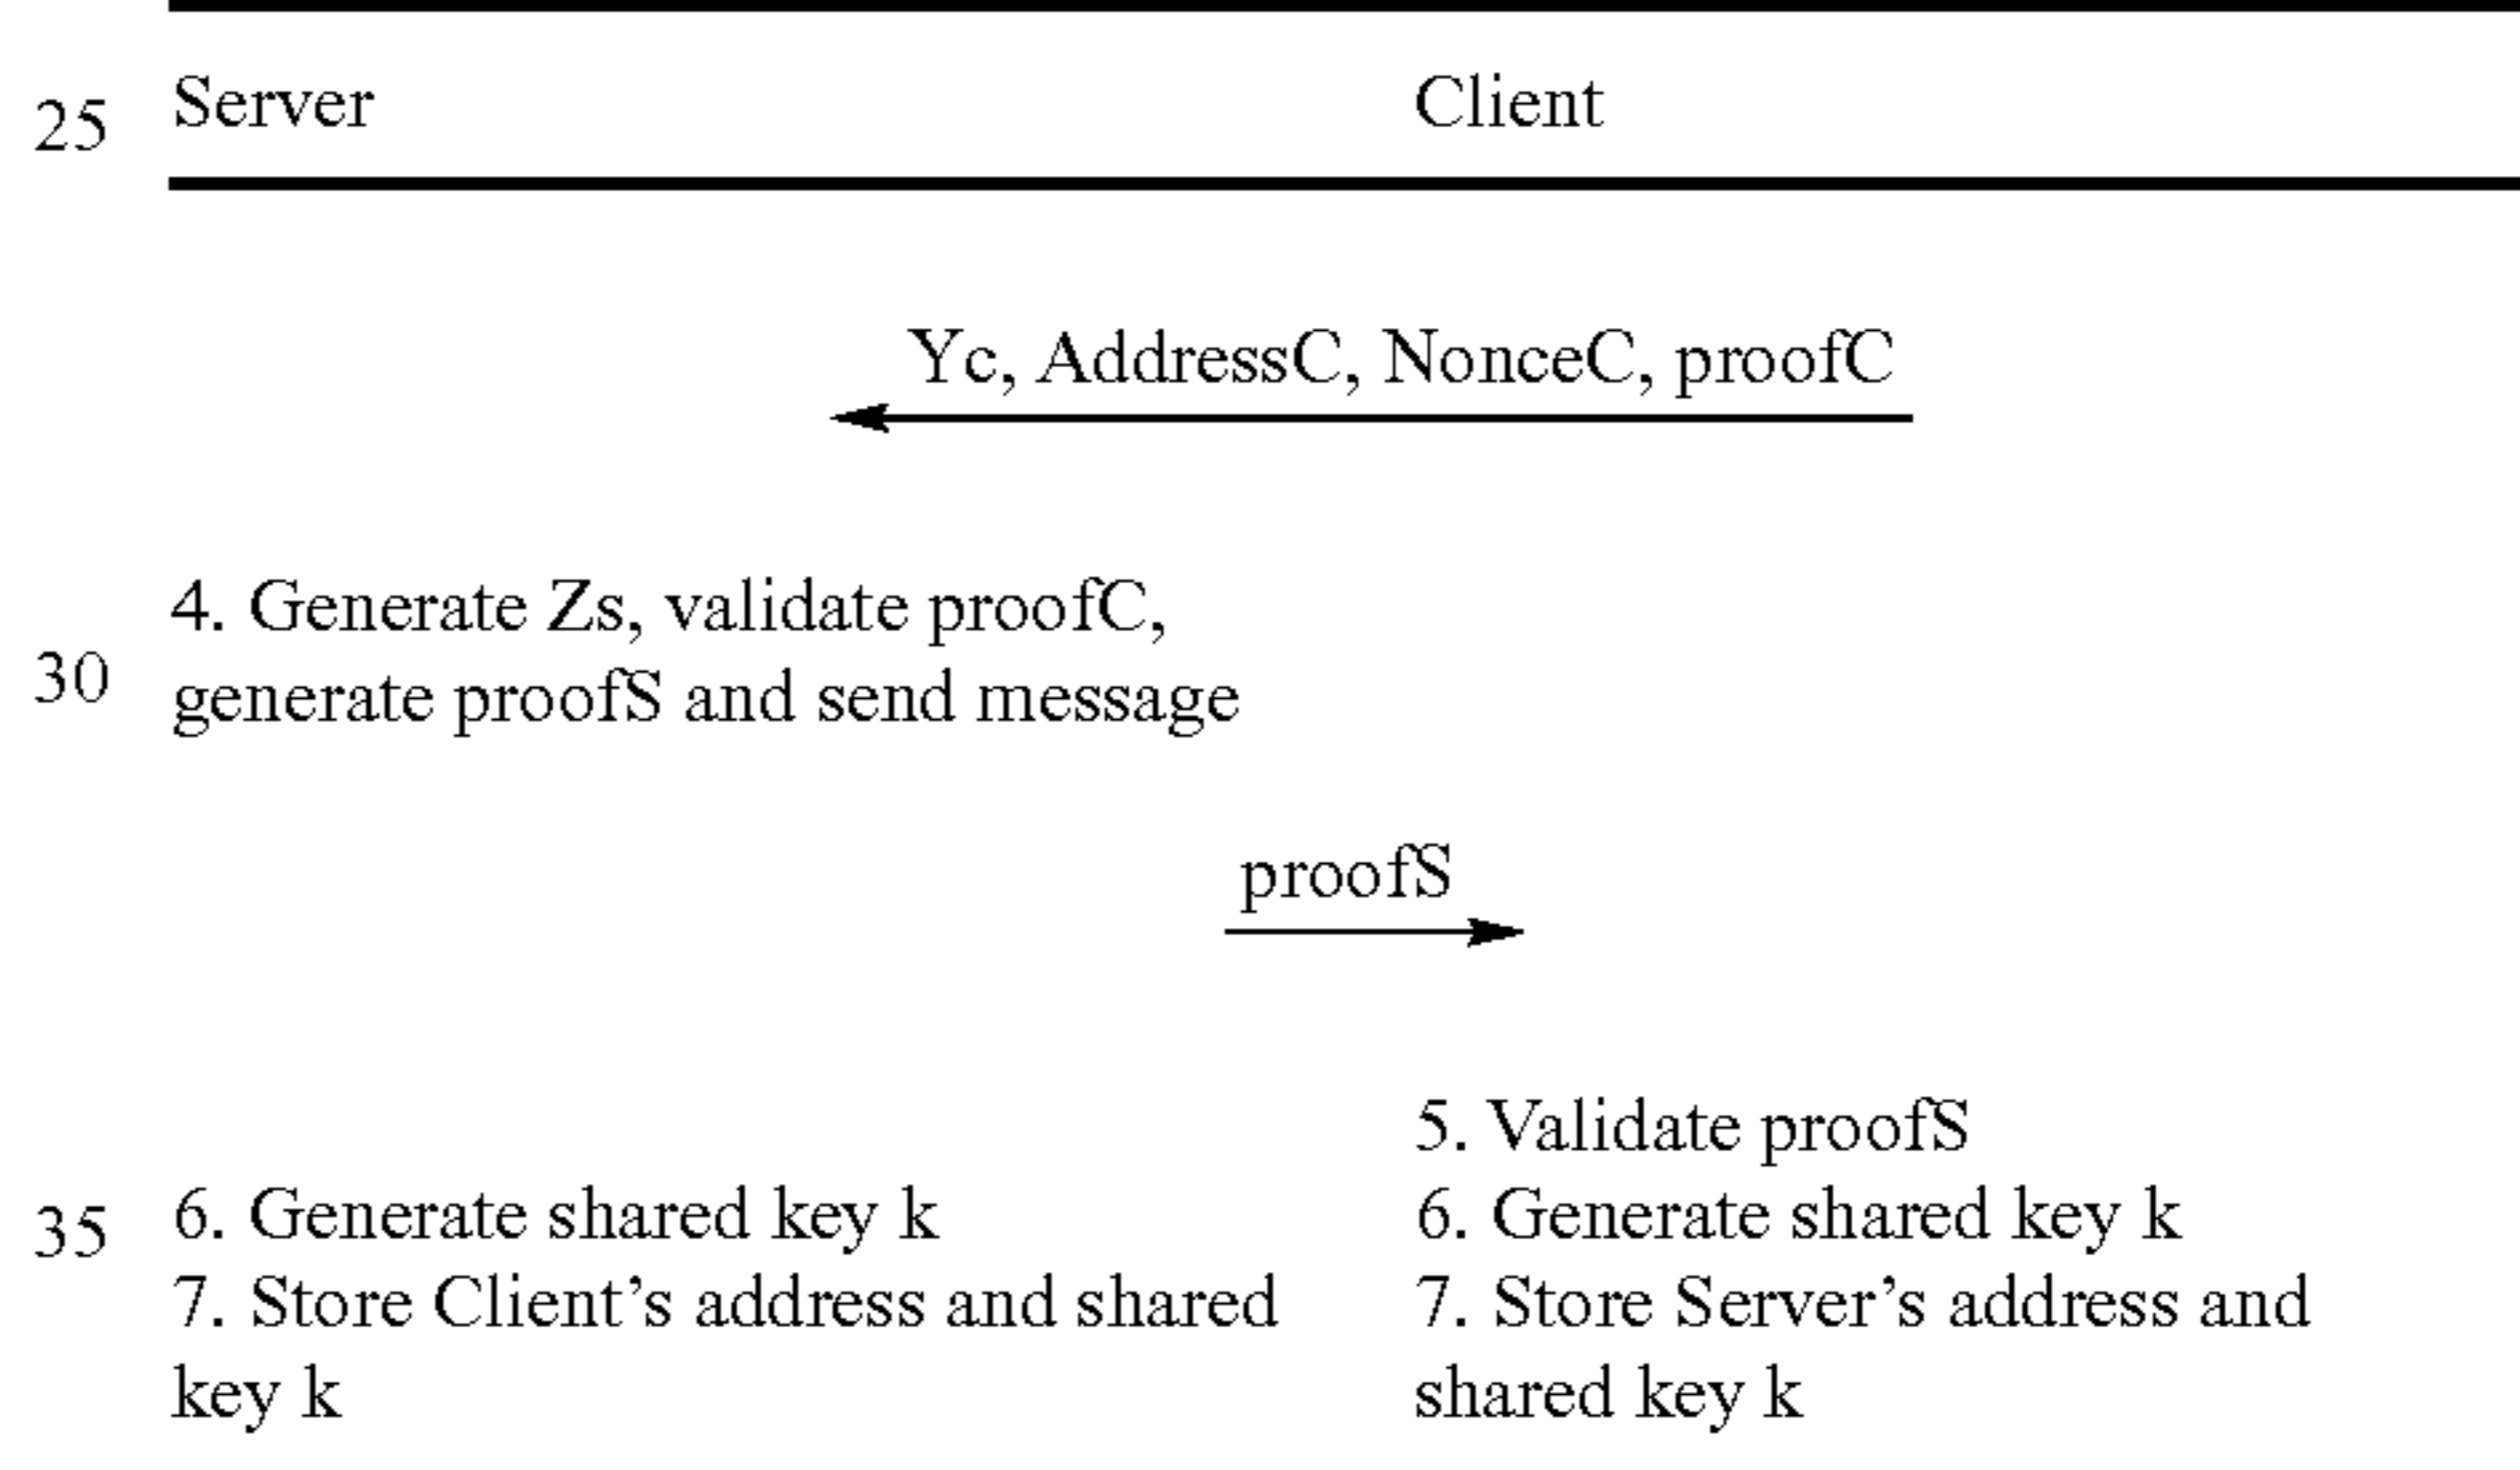 25 Server Client
Yc, AddressC, NonceC, proofC
4. Generate Zs, validate proofC,
30 generate proofS and send message
proofS
5. Validate proofS
35 6. Generate shared key k 6. Generate shared key k
7. Store Client’s address and shared 7. Store Server’s address and
key k shared key k